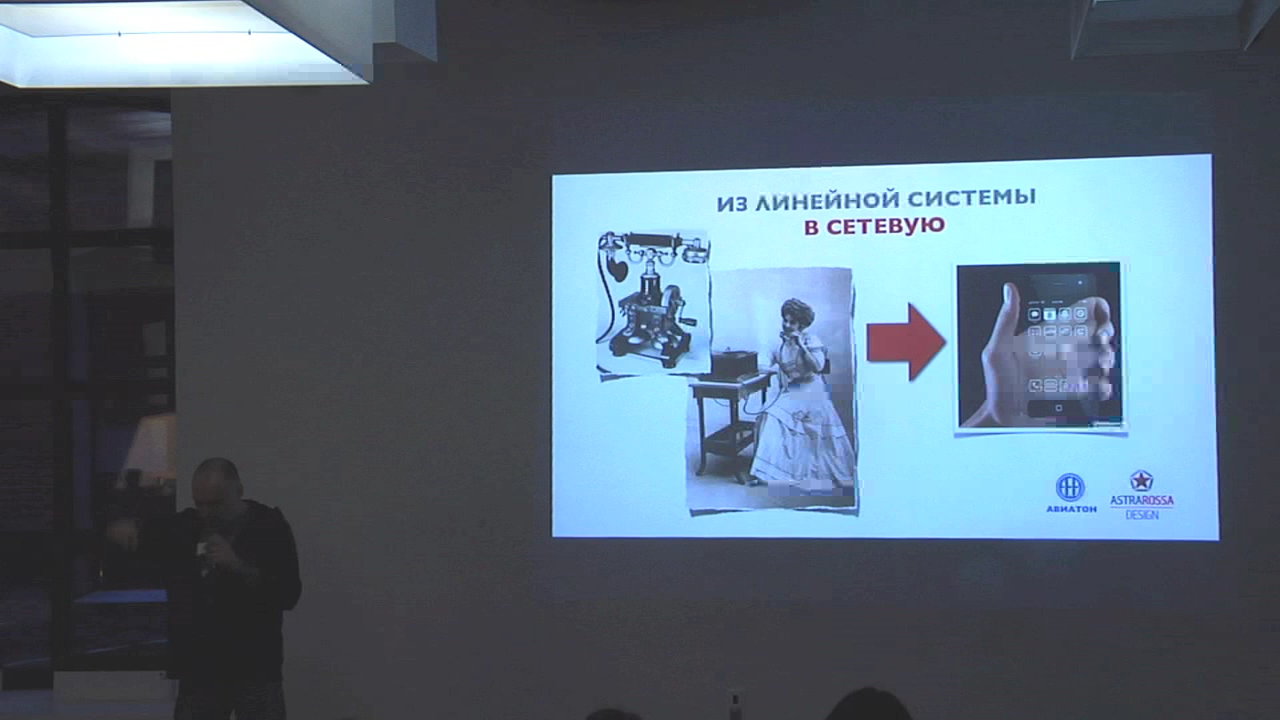 ИЗ ЛИНЕЙНОЙ СИСТЕМЫ
В СЕТЕВУЮ
АВИАТОН
ASTRAROSSA
DESIGN